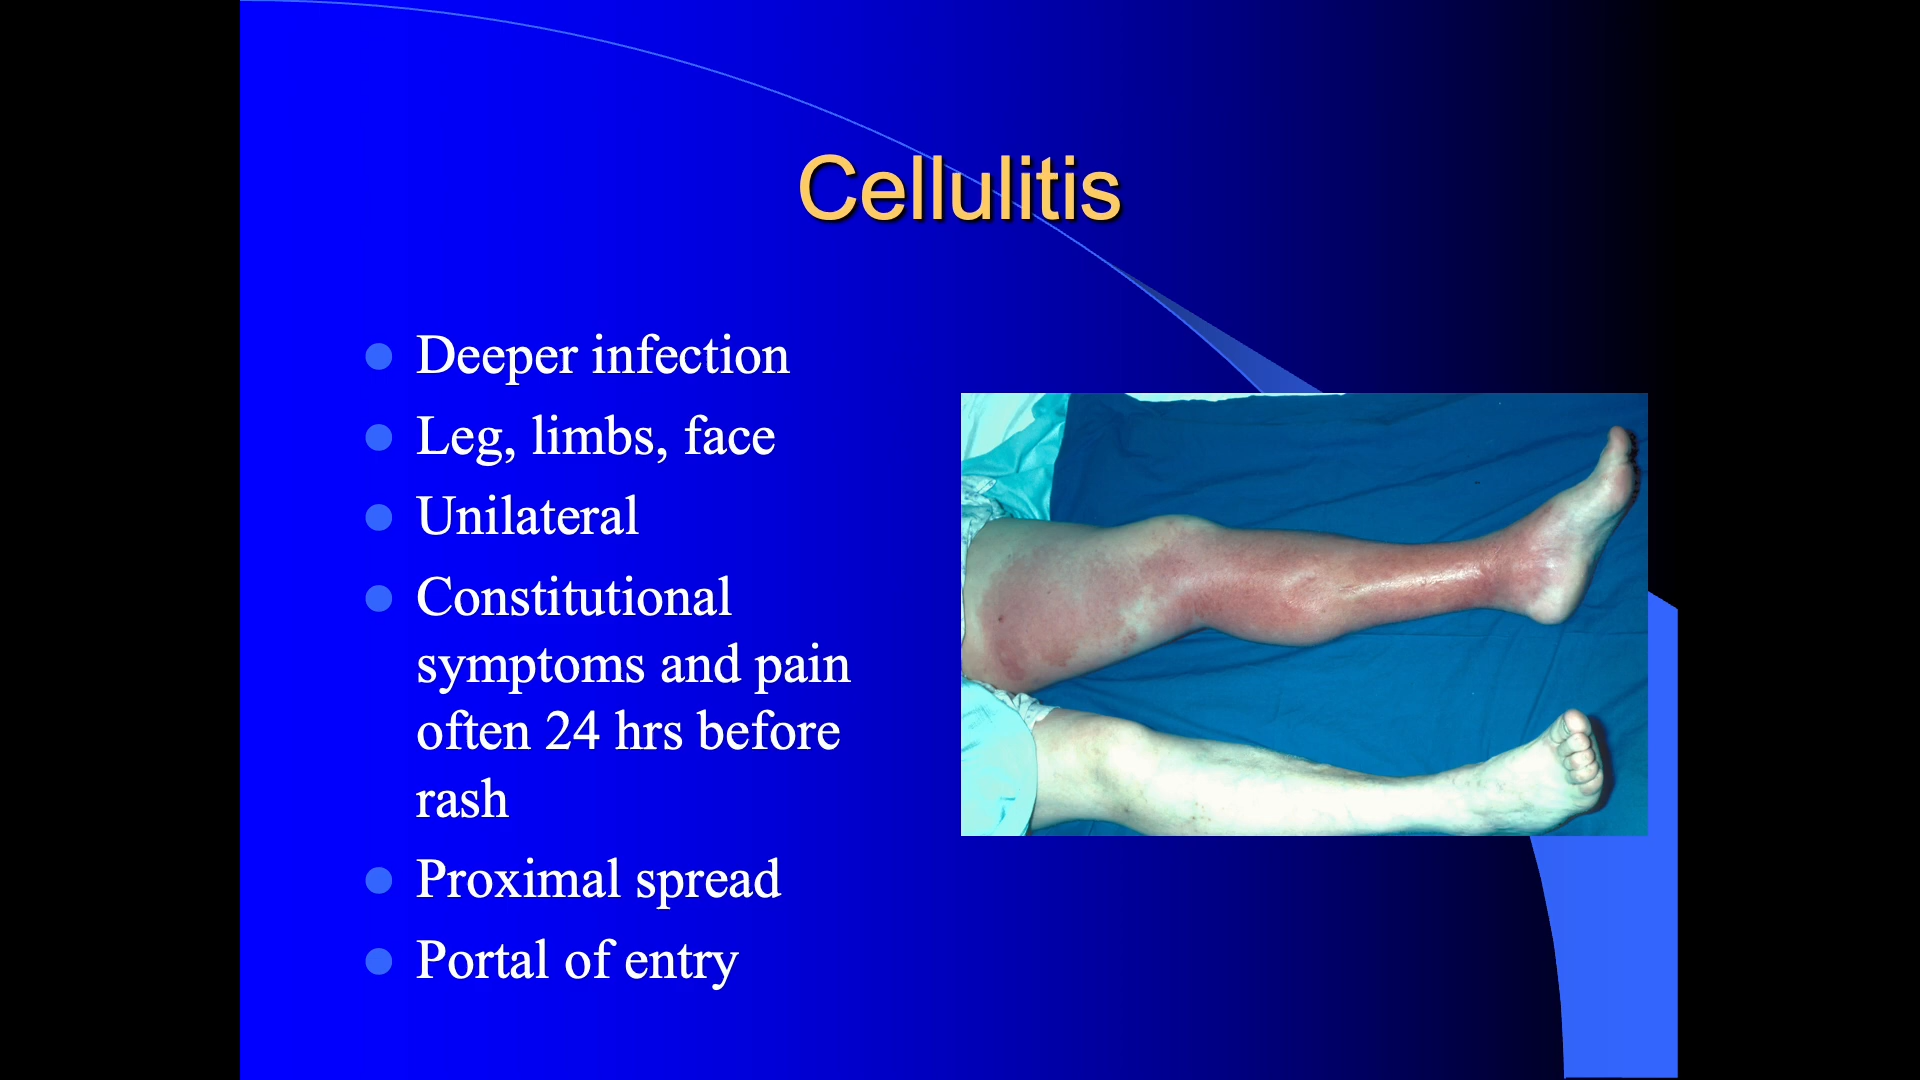 Cellulitis
Deeper infection
Leg, limbs, face
Unilateral
Constitutional
symptoms and pain
often 24 hrs before
rash
Proximal spread
Portal of entry